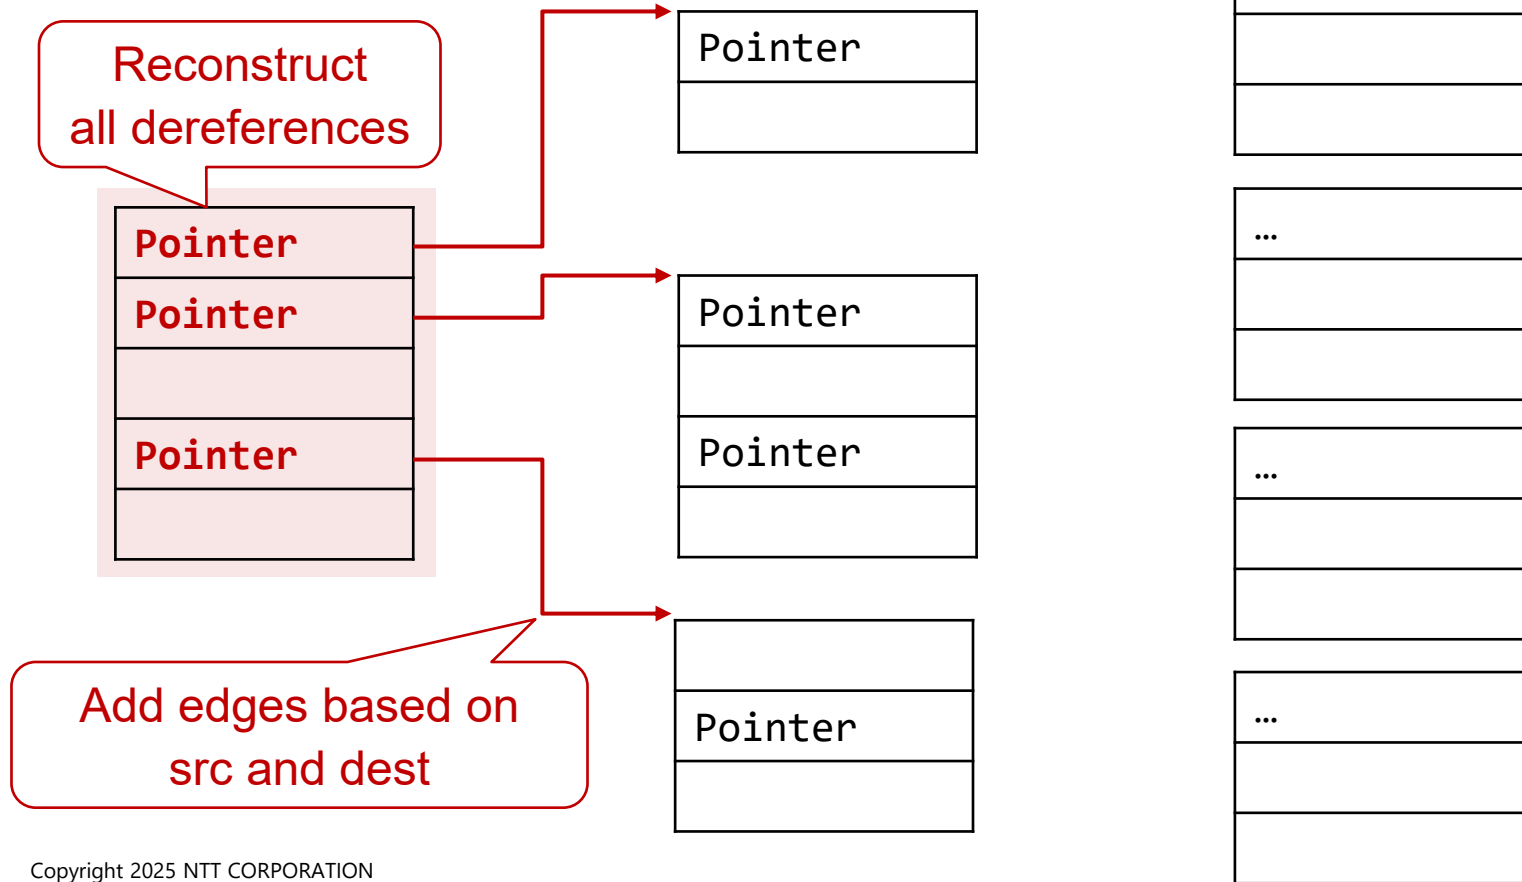 Reconstruct
all dereferences
Pointer
Pointer
Pointer
Add edges based on
src and dest
Pointer
Pointer
Pointer
Pointer
…
…
…
Copyright 2025 NTT CORPORATION